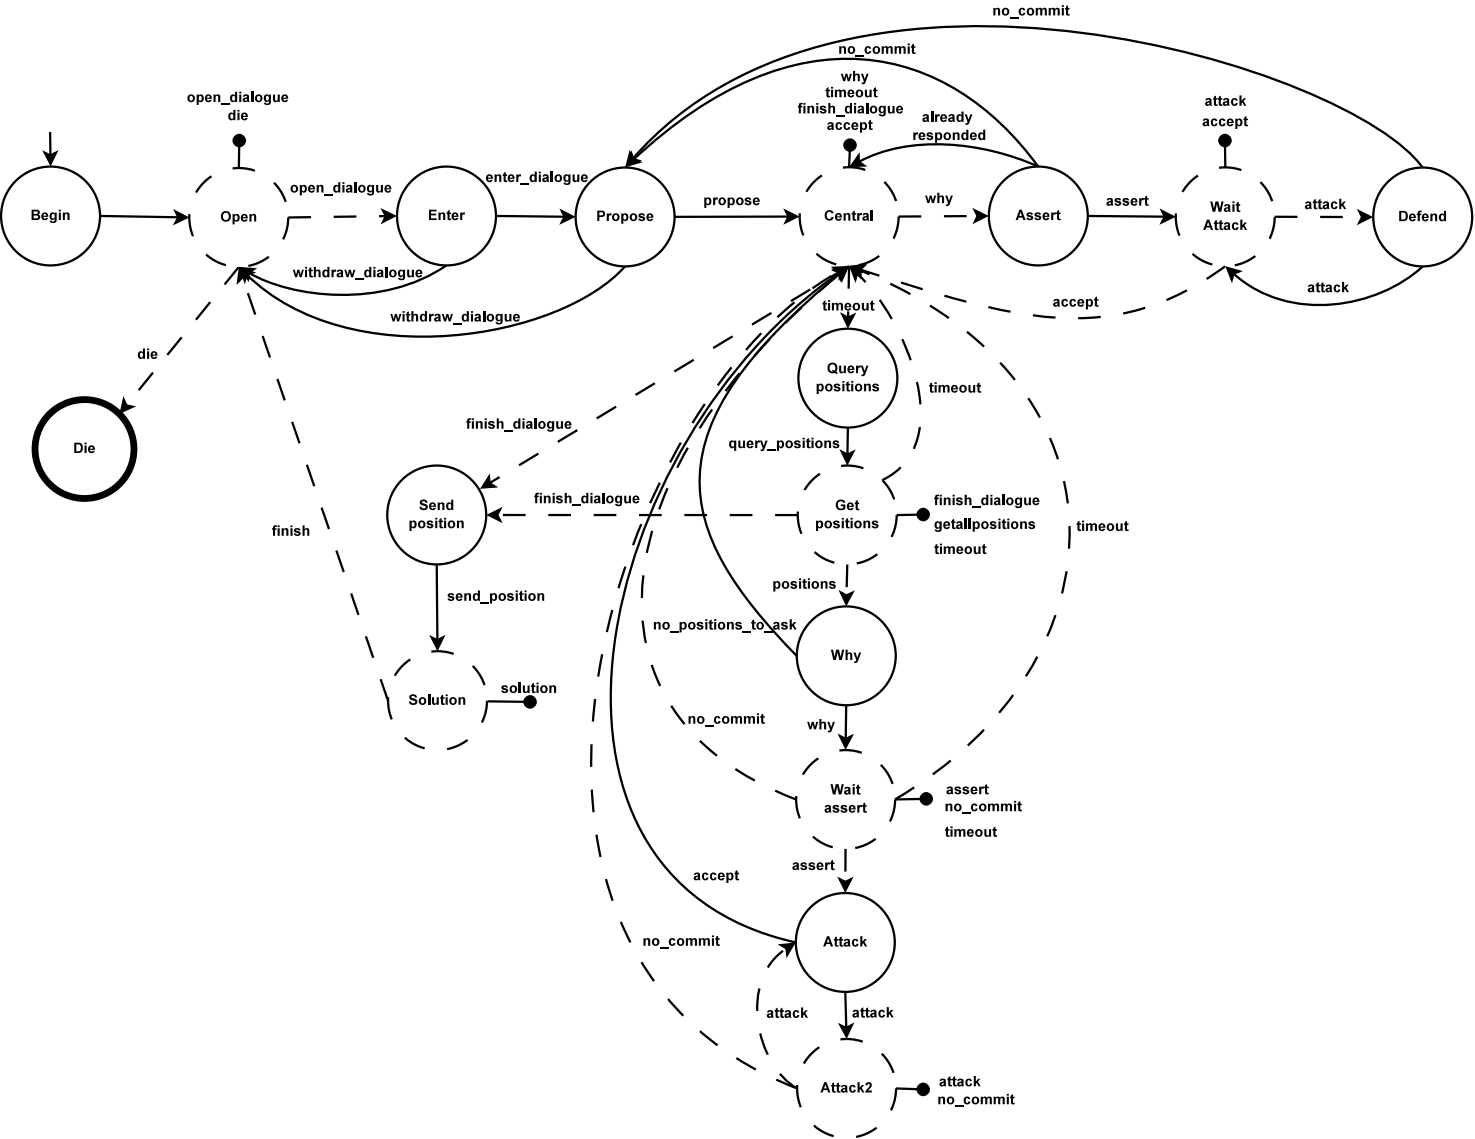 no_commit
no_commit
why
timeout
finish_dialogue
accept
already
responded
open_dialogue
die
attack
accept
Begin
Open
open_dialogue
Enter
enter_dialogue
Propose
propose
Central
why
Assert
assert
Wait
Attack
attack
Defend
withdraw_dialogue
withdraw_dialogue
timeout
accept
attack
die
Query
positions
timeout
Die
finish_dialogue
query_positions
finish
Send
position
finish_dialogue
Get
positions
finish_dialogue
getallpositions
timeout
timeout
send_position
positions
no_positions_to_ask
Why
Solution
solution
no_commit
why
Wait
assert
assert
no_commit
timeout
accept
assert
no_commit
Attack
attack
attack
Attack2
attack
no_commit